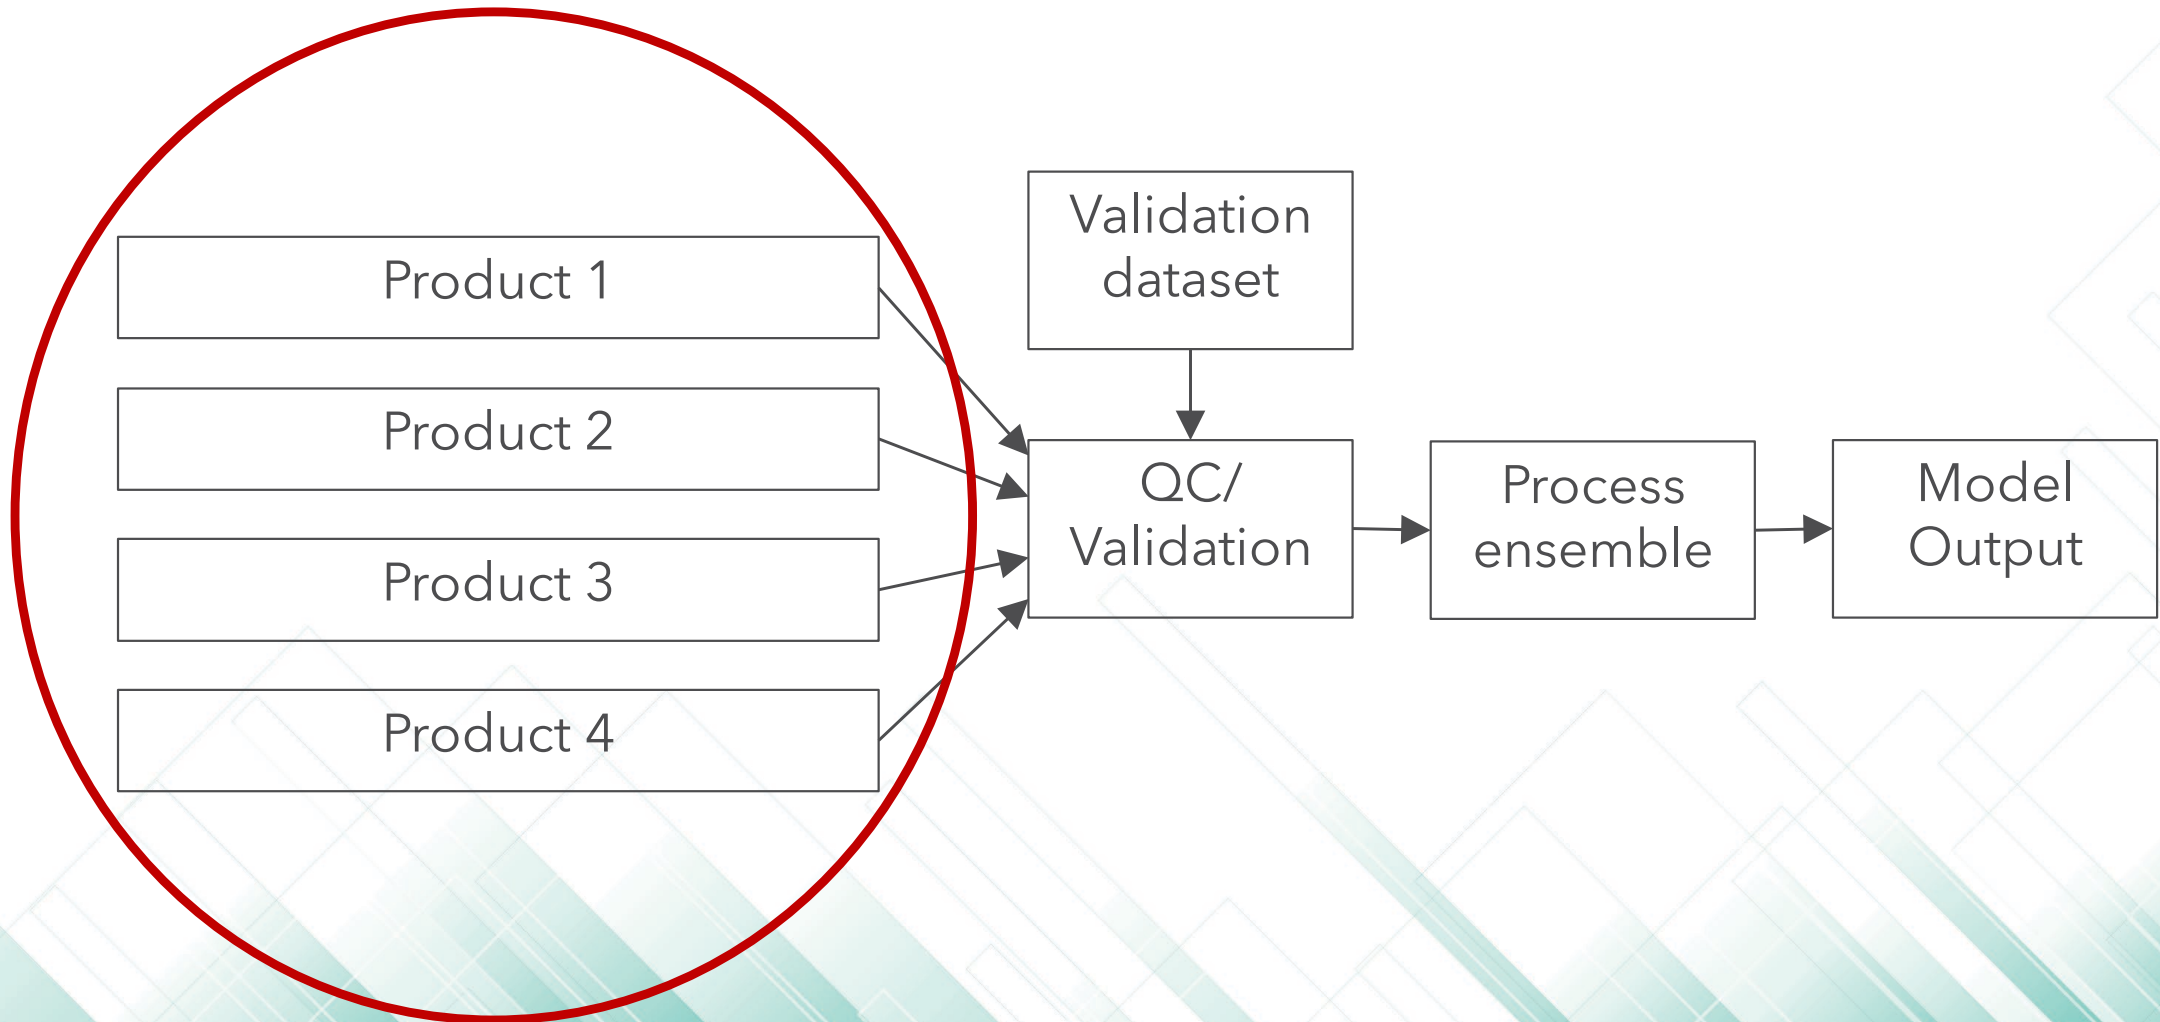 Product 1
Product 2
Product 3
Product 4
Validation
dataset
QC/
Validation
Process
ensemble
Model
Output